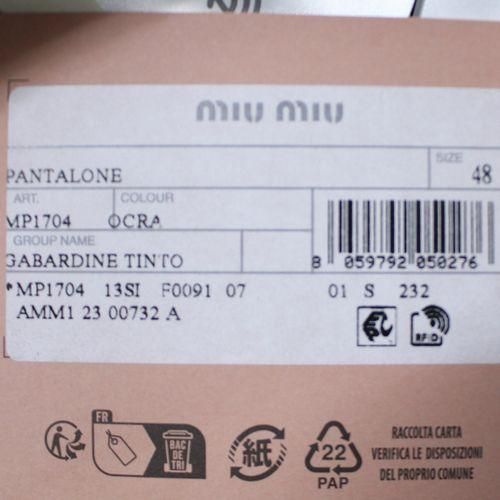 miu miu
SIZE
PANTALONE 48
ART. COLOUR
MP1704 OCRA
GROUP NAME
GABARDINE TINTO
8 059792 050276
*MP1704 13SI F0091 07 01 S 232
AMM1 23 00732 A
RFID
FR
BAC
DE TRI
紙
22
PAP
RACCOLTA CARTA
VERIFICA LE DISPOSIZIONI
DEL PROPRIO COMUNE